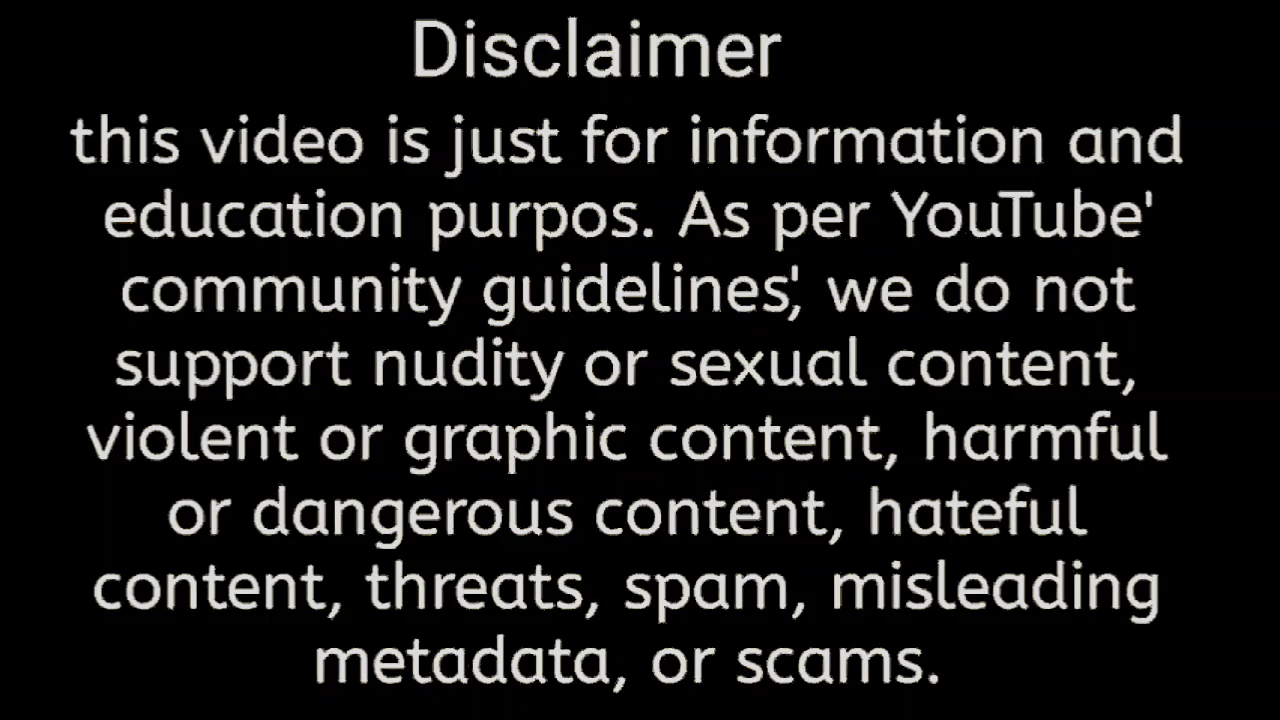 Disclaimer
this video is just for information and
education purpos. As per YouTube'
community guidelines', we do not
support nudity or sexual content,
violent or graphic content, harmful
or dangerous content, hateful
content, threats, spam, misleading
metadata, or scams.